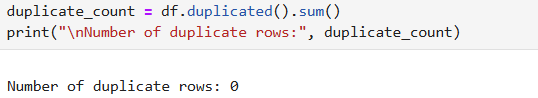 duplicate_count = df.duplicated().sum()
print("\nNumber of duplicate rows:", duplicate_count)
Number of duplicate rows: 0